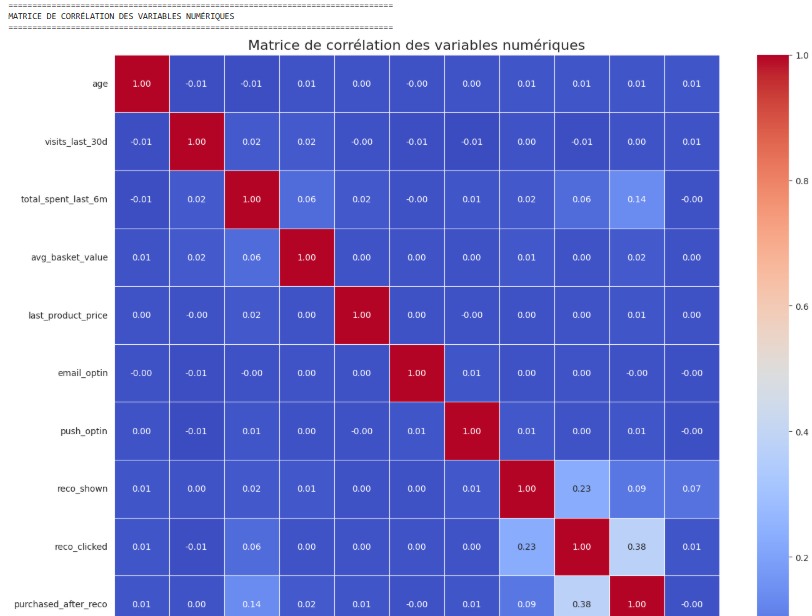 ================================================================================
MATRICE DE CORRÉLATION DES VARIABLES NUMÉRIQUES
================================================================================
Matrice de corrélation des variables numériques
age 1.00 -0.01 -0.01 0.01 0.00 -0.00 0.00 0.01 0.01 0.01 0.01
visits_last_30d -0.01 1.00 0.02 0.02 -0.00 -0.01 -0.01 0.00 -0.01 0.00 0.01
total_spent_last_6m -0.01 0.02 1.00 0.06 0.02 -0.00 0.01 0.02 0.06 0.14 -0.00
avg_basket_value 0.01 0.02 0.06 1.00 0.00 0.00 0.00 0.01 0.00 0.02 0.00
last_product_price 0.00 -0.00 0.02 0.00 1.00 0.00 -0.00 0.00 0.00 0.01 0.00
email_optin -0.00 -0.01 -0.00 0.00 0.00 1.00 0.01 0.00 0.00 -0.00 -0.00
push_optin 0.00 -0.01 0.01 0.00 -0.00 0.01 1.00 0.01 0.00 0.01 -0.00
reco_shown 0.01 0.00 0.02 0.01 0.00 0.00 0.01 1.00 0.23 0.09 0.07
reco_clicked 0.01 -0.01 0.06 0.00 0.00 0.00 0.00 0.23 1.00 0.38 0.01
purchased_after_reco 0.01 0.00 0.14 0.02 0.01 -0.00 0.01 0.09 0.38 1.00 -0.00
1.0
0.8
0.6
0.4
0.2